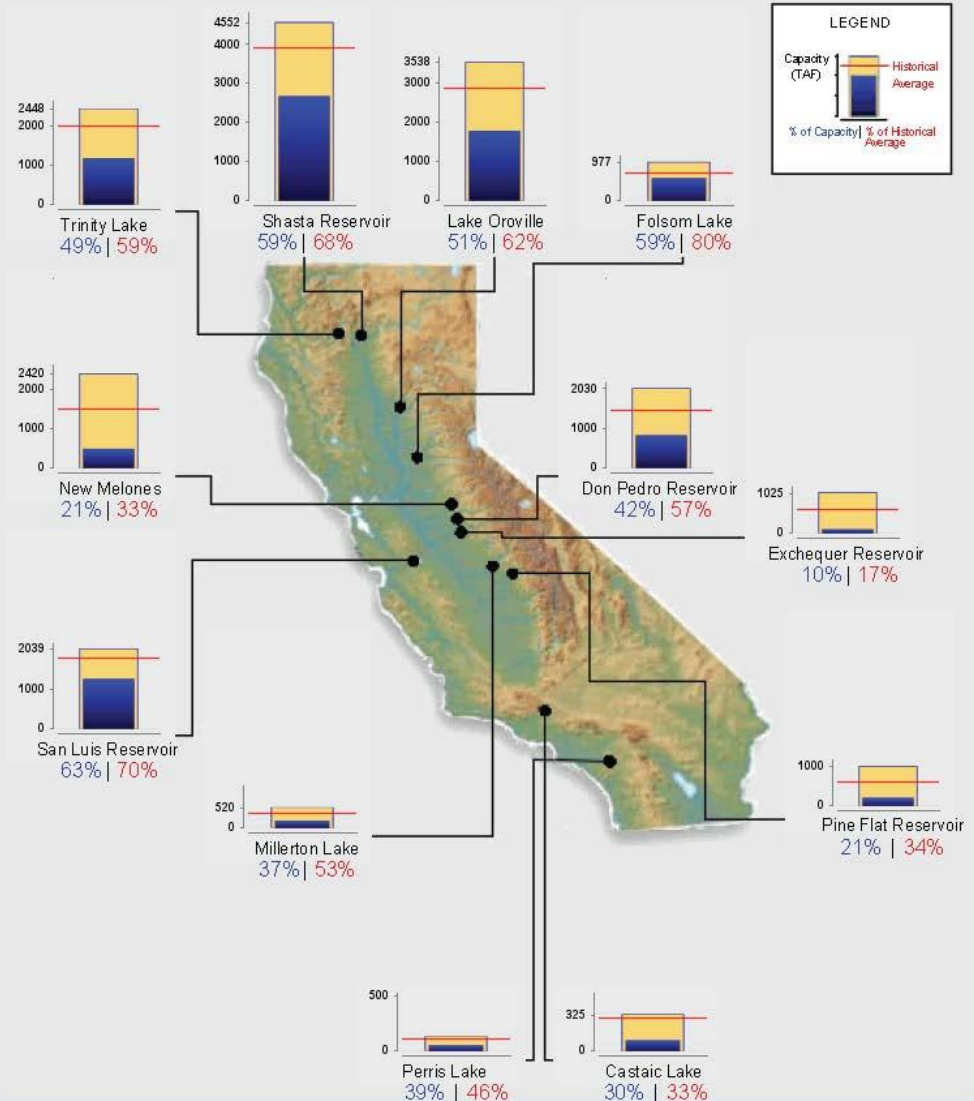 4552
4000
3000
2000
1000
0
Shasta Reservoir
59% | 68%
3538
3000
2000
1000
0
Lake Oroville
51% | 62%
LEGEND
Capacity
(TAF)
Historical
Average
% of Capacity | % of Historical
Average
2448
2000
1000
0
Trinity Lake
49% | 59%
977
0
Folsom Lake
59% | 80%
2420
2000
1000
0
New Melones
21% | 33%
2030
1000
0
Don Pedro Reservoir
42% | 57%
1025
0
Exchequer Reservoir
10% | 17%
2039
1000
0
San Luis Reservoir
63% | 70%
520
0
Millerton Lake
37% | 53%
1000
0
Pine Flat Reservoir
21% | 34%
500
0
Perris Lake
39% | 46%
325
0
Castaic Lake
30% | 33%